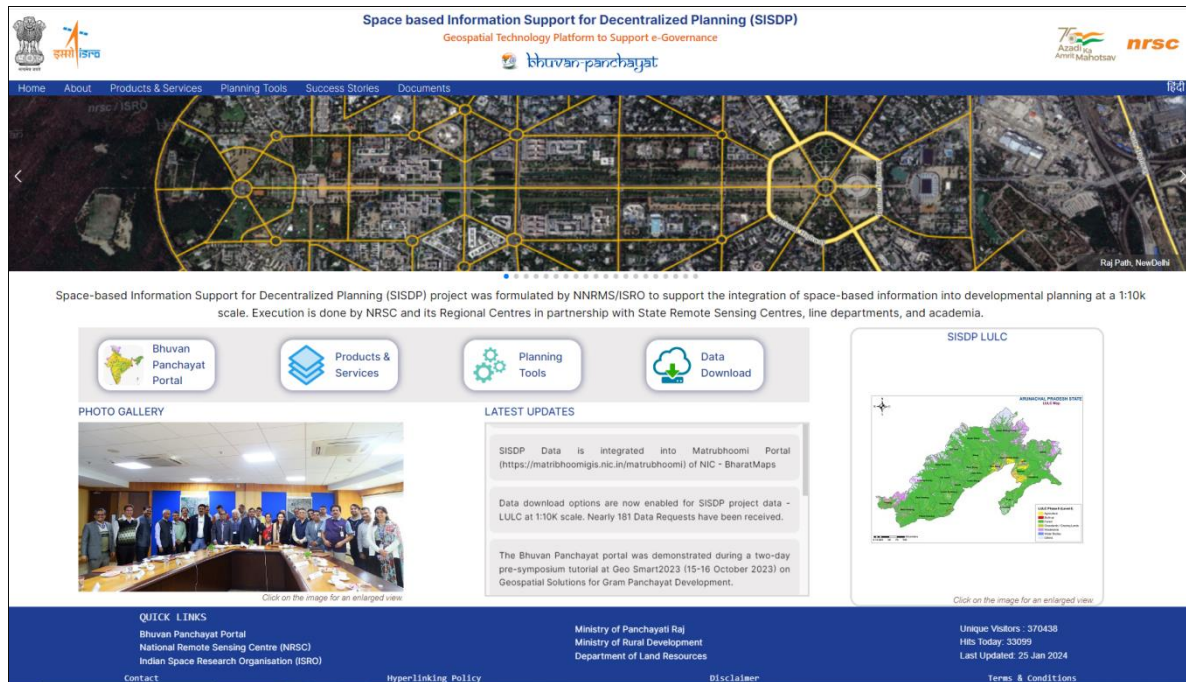 Space based Information Support for Decentralized Planning (SISDP)
Geospatial Technology Platform to Support e-Governance
bhuvan-panchayat
इसरो isro
Azadi Ka
Amrit Mahotsav
nrsc
Home About Products & Services Planning Tools Success Stories Documents हिंदी
nrsc / ISRO
Raj Path, NewDelhi
Space-based Information Support for Decentralized Planning (SISDP) project was formulated by NNRMS/ISRO to support the integration of space-based information into developmental planning at a 1:10k
scale. Execution is done by NRSC and its Regional Centres in partnership with State Remote Sensing Centres, line departments, and academia.
Bhuvan
Panchayat
Portal
Products &
Services
Planning
Tools
Data
Download
SISDP LULC
ARUNACHAL PRADESH STATE
LULC Map
PHOTO GALLERY
Click on the image for an enlarged view.
LATEST UPDATES
SISDP Data is integrated into Matrubhoomi Portal
(https://matribhoomigis.nic.in/matrubhoomi) of NIC - BharatMaps
Data download options are now enabled for SISDP project data -
LULC at 1:10K scale. Nearly 181 Data Requests have been received.
The Bhuvan Panchayat portal was demonstrated during a two-day
pre-symposium tutorial at Geo Smart2023 (15-16 October 2023) on
Geospatial Solutions for Gram Panchayat Development.
Click on the image for an enlarged view.
QUICK LINKS
Bhuvan Panchayat Portal
National Remote Sensing Centre (NRSC)
Indian Space Research Organisation (ISRO)
Ministry of Panchayati Raj
Ministry of Rural Development
Department of Land Resources
Unique Visitors : 370438
Hits Today: 33099
Last Updated: 25 Jan 2024
Contact Hyperlinking Policy Disclaimer Terms & Conditions